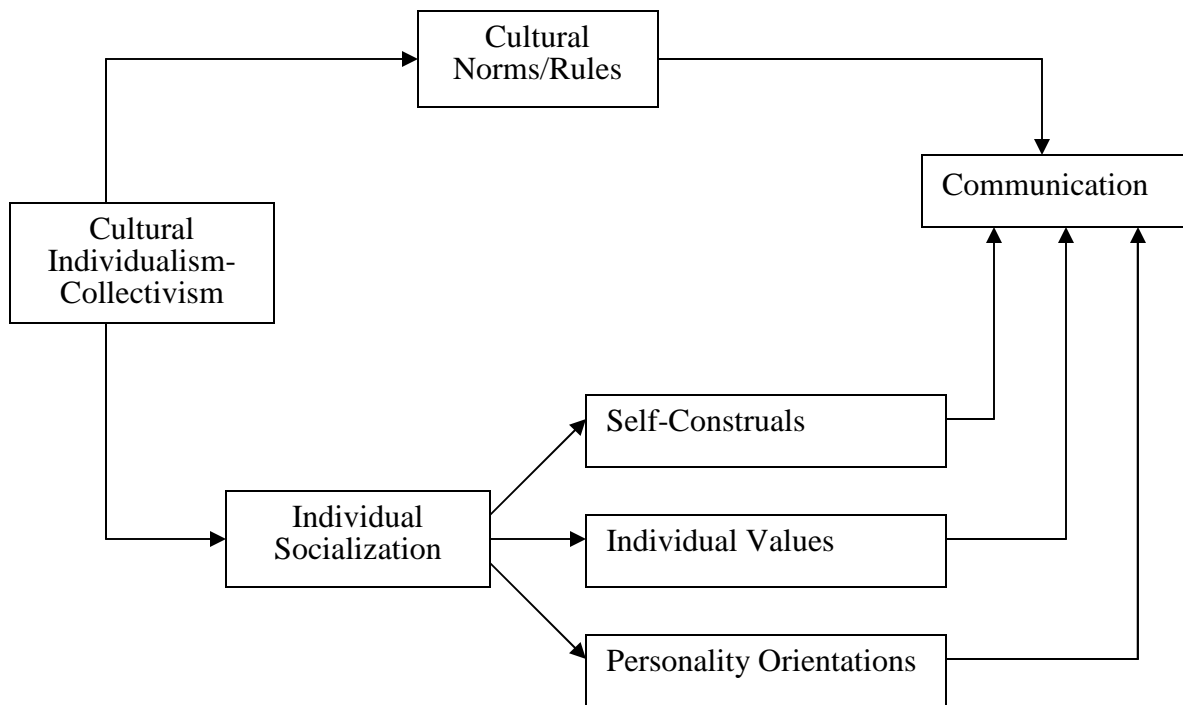 Cultural
Norms/Rules
Communication
Cultural
Individualism-
Collectivism
Self-Construals
Individual
Socialization
Individual Values
Personality Orientations